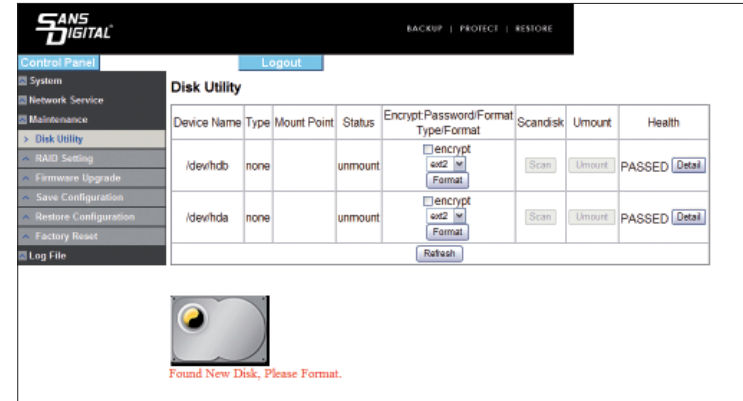 SANS DIGITAL
BACKUP | PROTECT | RESTORE
Control Panel
Logout
System
Network Service
Maintenance
> Disk Utility
RAID Setting
Firmware Upgrade
Save Configuration
Restore Configuration
Factory Reset
Log File
Disk Utility
Device Name Type Mount Point Status Encrypt:Password/Format Type/Format Scandisk Umount Health
/dev/hdb none unmount encrypt ext2 Format Scan Umount PASSED Detail
/dev/hda none unmount encrypt ext2 Format Scan Umount PASSED Detail
Refresh
Found New Disk, Please Format.